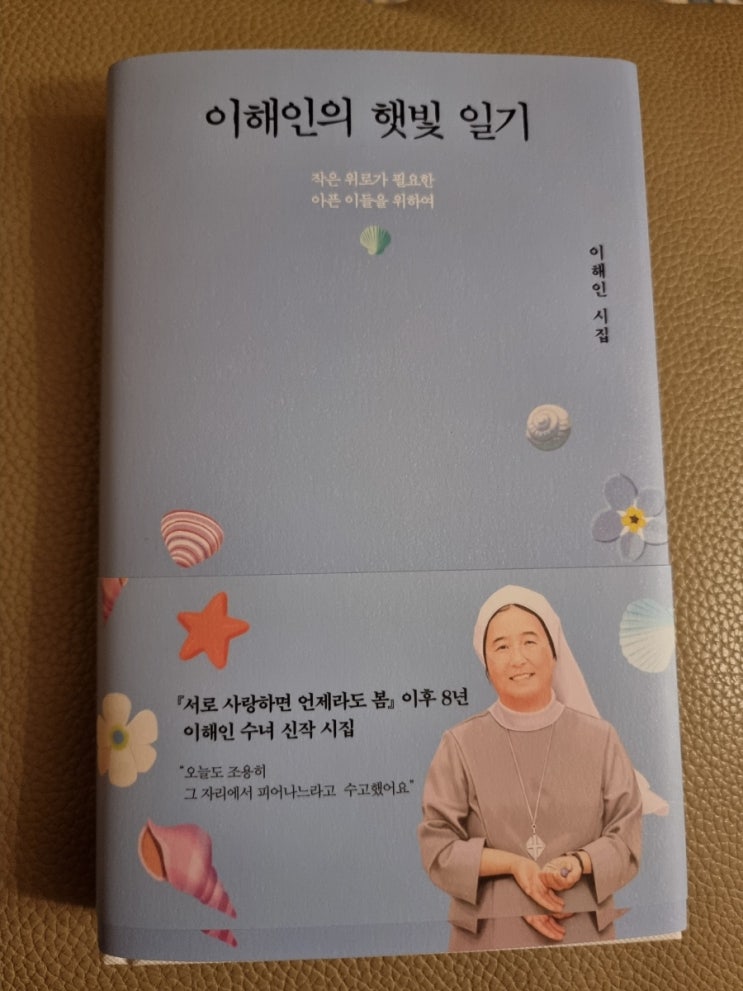 이해인의 햇빛 일기
작은 위로가 필요한
아픈 이들을 위하여
이해인 시집
『서로 사랑하면 언제라도 봄』 이후 8년
이해인 수녀 신작 시집
“오늘도 조용히
그 자리에서 피어나느라고 수고했어요”